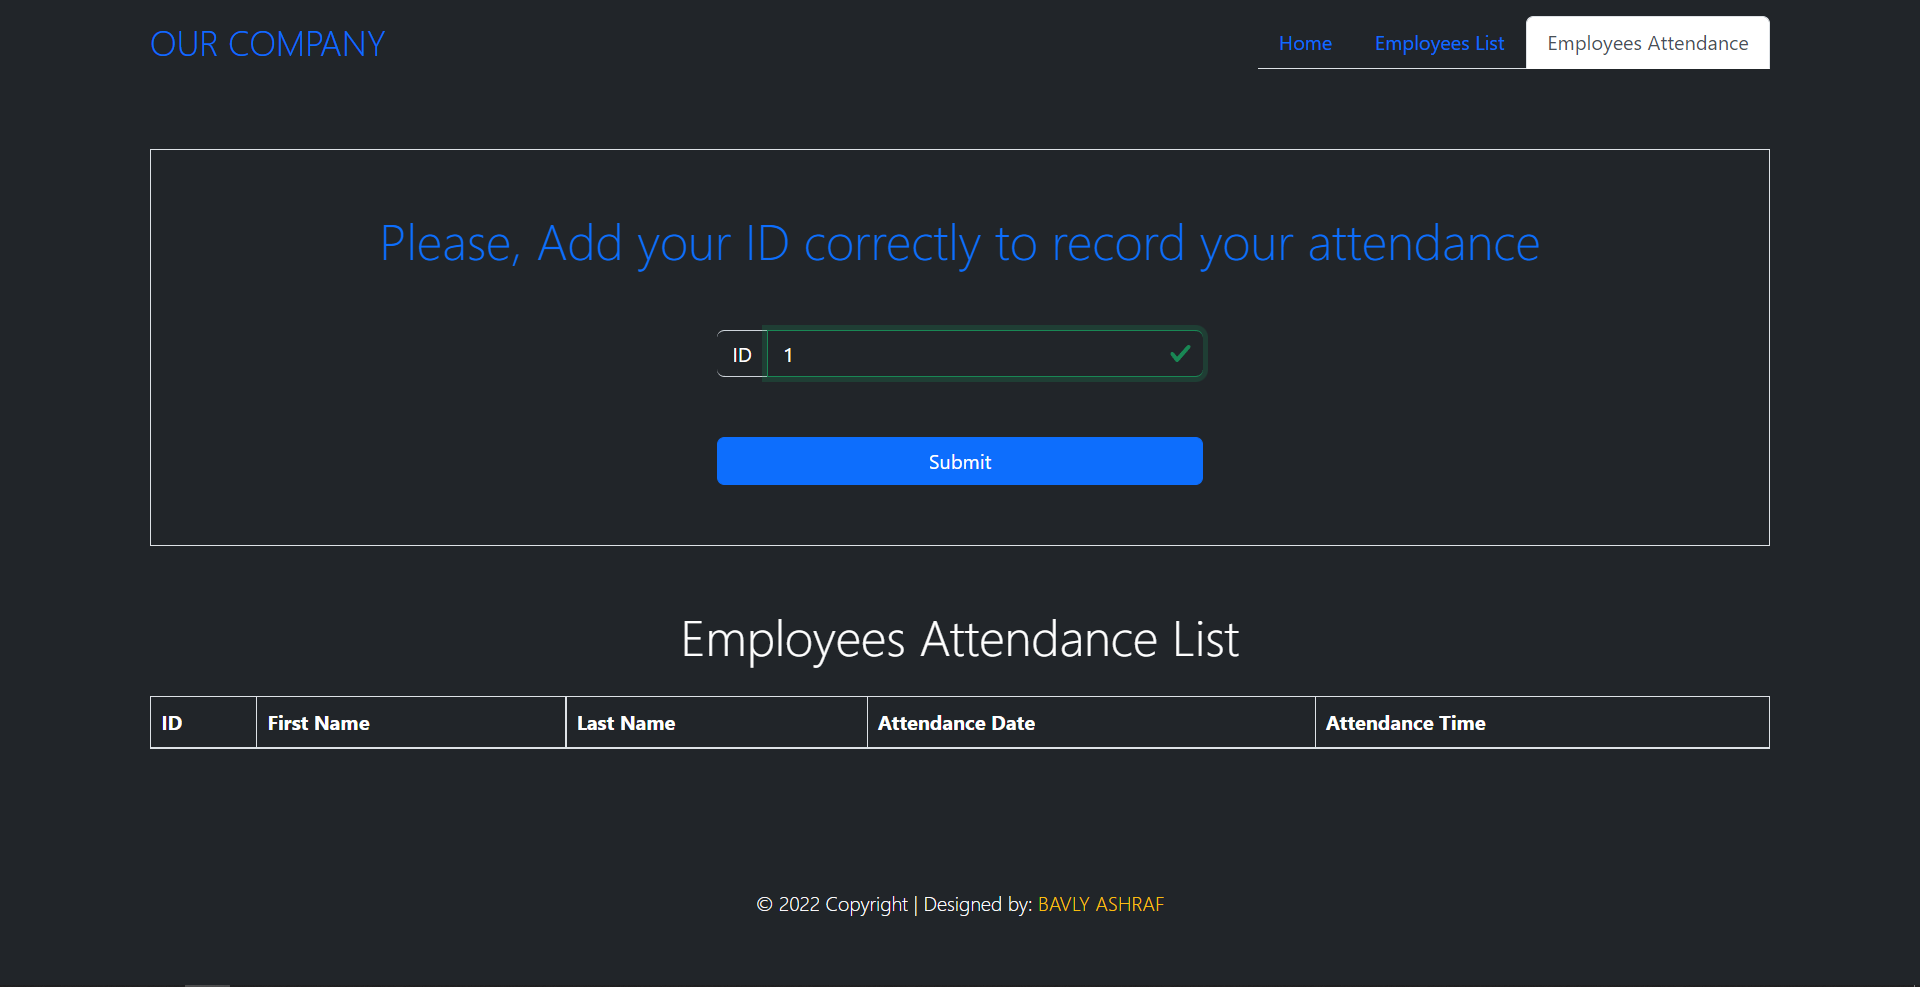 OUR COMPANY
Home Employees List Employees Attendance
Please, Add your ID correctly to record your attendance
ID 1
Submit
Employees Attendance List
ID First Name Last Name Attendance Date Attendance Time
© 2022 Copyright | Designed by: BAVLY ASHRAF